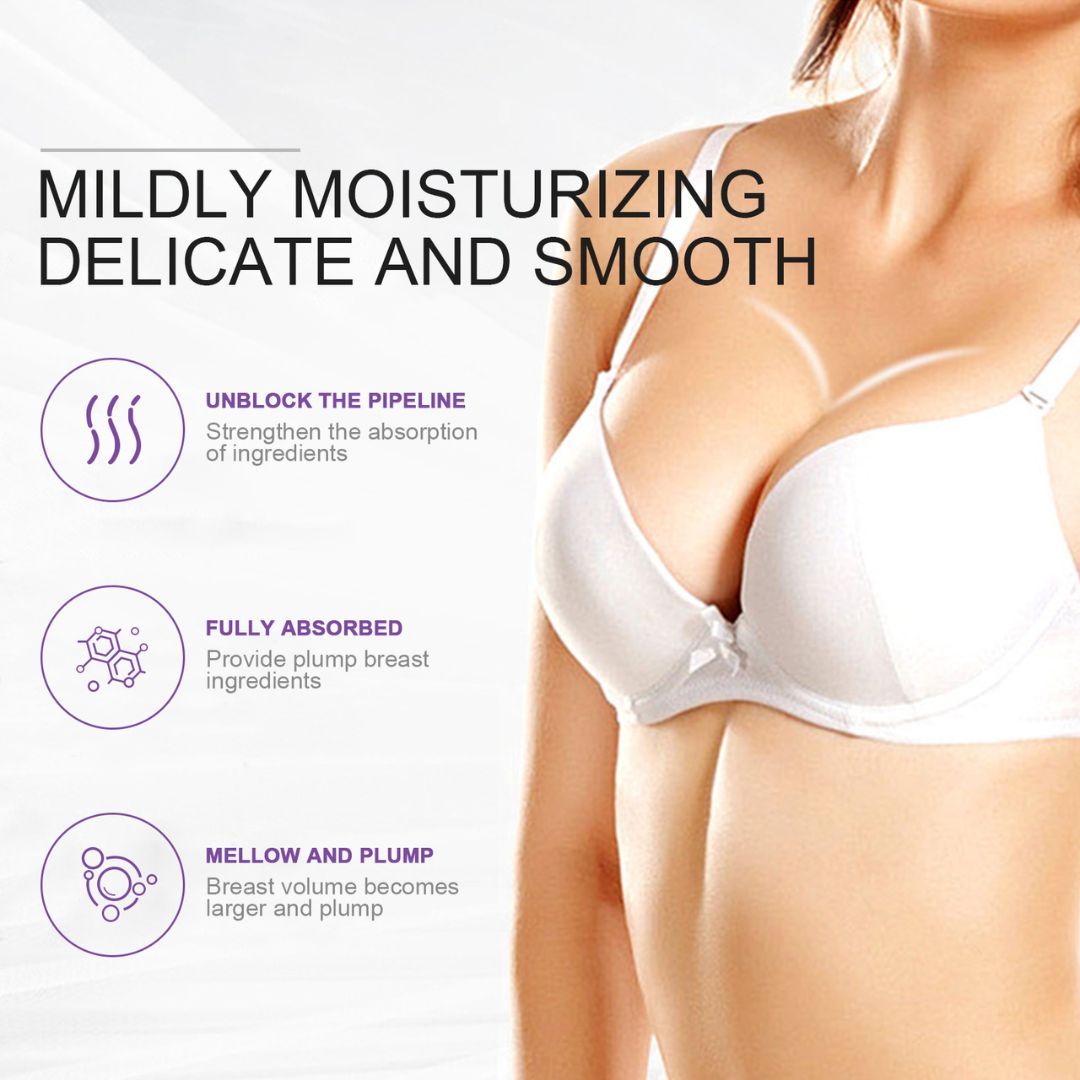 MILDLY MOISTURIZING
DELICATE AND SMOOTH
UNBLOCK THE PIPELINE
Strengthen the absorption
of ingredients
FULLY ABSORBED
Provide plump breast
ingredients
MELLOW AND PLUMP
Breast volume becomes
larger and plump